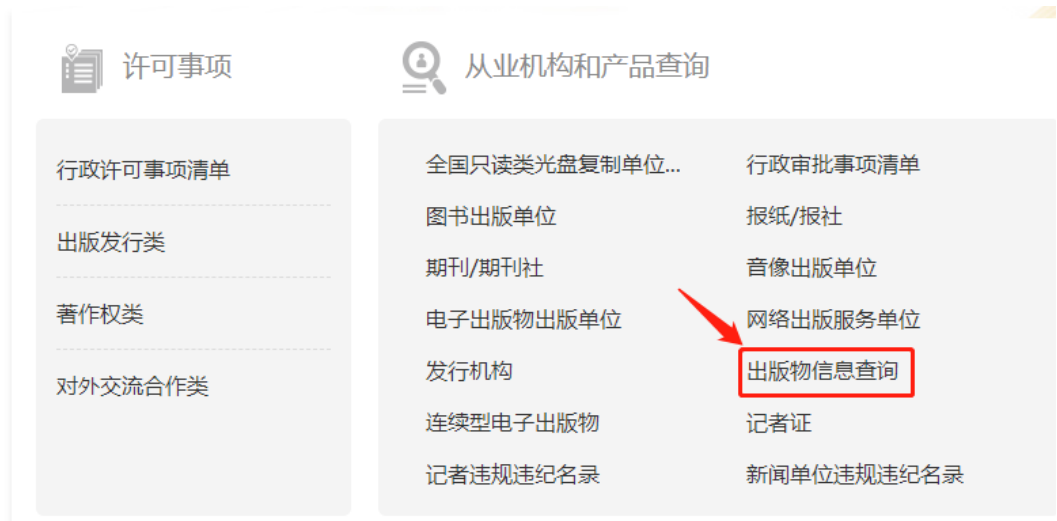 许可事项
行政许可事项清单
出版发行类
著作权类
对外交流合作类
从业机构和产品查询
全国只读类光盘复制单位... 行政审批事项清单
图书出版单位 报纸/报社
期刊/期刊社 音像出版单位
电子出版物出版单位 网络出版服务单位
发行机构 出版物信息查询
连续型电子出版物 记者证
记者违规违纪名录 新闻单位违规违纪名录